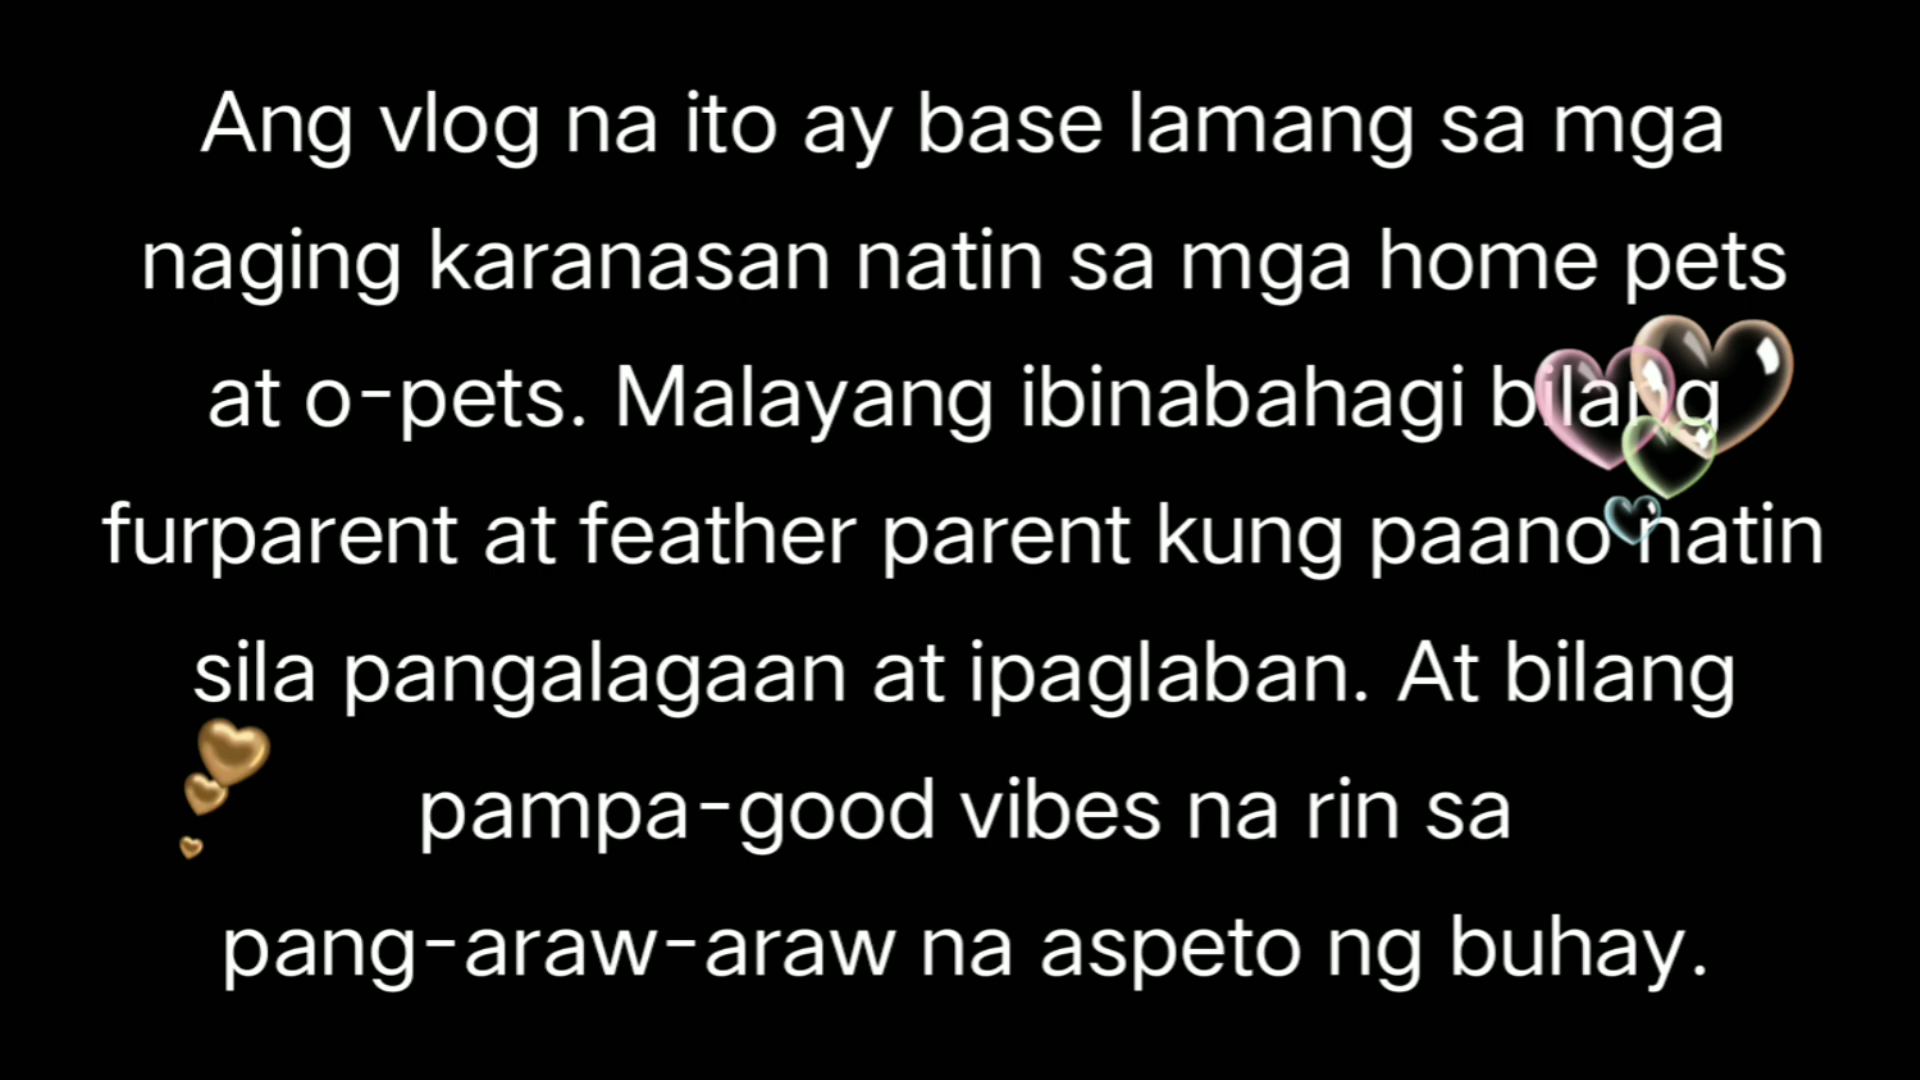 Ang vlog na ito ay base lamang sa mga
naging karanasan natin sa mga home pets
at o-pets. Malayang ibinabahagi bilang
furparent at feather parent kung paano natin
sila pangalagaan at ipaglaban. At bilang
pampa-good vibes na rin sa
pang-araw-araw na aspeto ng buhay.